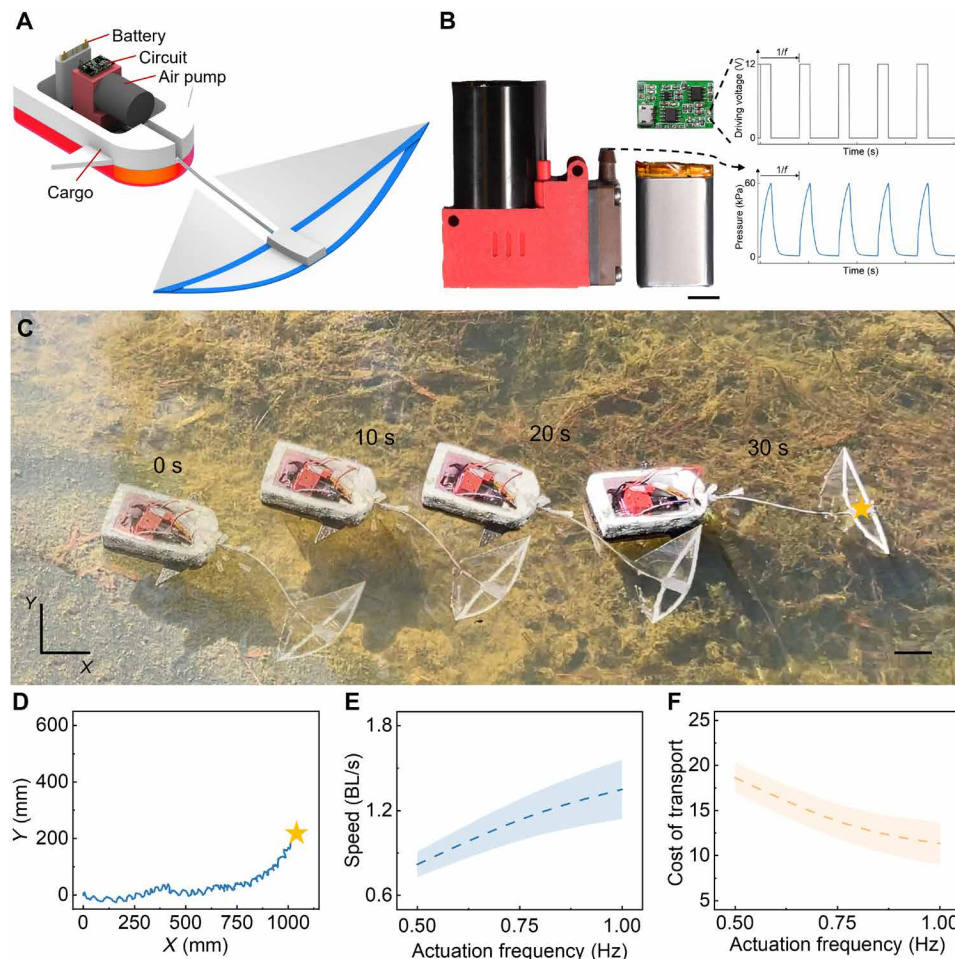 A
Battery
Circuit
Air pump
Cargo
B
1/f
Driving voltage (V)
12
0
Time (s)
1/f
Pressure (kPa)
60
0
Time (s)
C
0 s
10 s
20 s
30 s
Y
X
D
Y (mm)
600
400
200
0
0 250 500 750 1000
X (mm)
E
Speed (BL/s)
1.8
1.2
0.6
0.50 0.75 1.00
Actuation frequency (Hz)
F
Cost of transport
25
20
15
10
5
0.50 0.75 1.00
Actuation frequency (Hz)